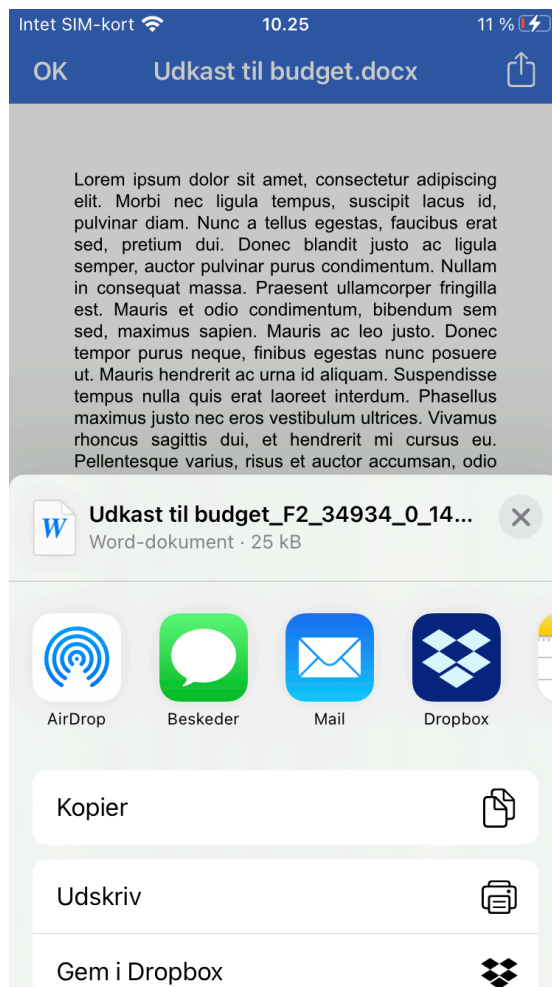 Intet SIM-kort 10.25 11 %
OK Udkast til budget.docx
Lorem ipsum dolor sit amet, consectetur adipiscing
elit. Morbi nec ligula tempus, suscipit lacus id,
pulvinar diam. Nunc a tellus egestas, faucibus erat
sed, pretium dui. Donec blandit justo ac ligula
semper, auctor pulvinar purus condimentum. Nullam
in consequat massa. Praesent ullamcorper fringilla
est. Mauris et odio condimentum, bibendum sem
sed, maximus sapien. Mauris ac leo justo. Donec
tempor purus neque, finibus egestas nunc posuere
ut. Mauris hendrerit ac urna id aliquam. Suspendisse
tempus nulla quis erat laoreet interdum. Phasellus
maximus justo nec eros vestibulum ultrices. Vivamus
rhoncus sagittis dui, et hendrerit mi cursus eu.
Pellentesque varius, risus et auctor accumsan, odio
W
Udkast til budget_F2_34934_0_14...
Word-dokument · 25 kB
AirDrop Beskeder Mail Dropbox
Kopier
Udskriv
Gem i Dropbox